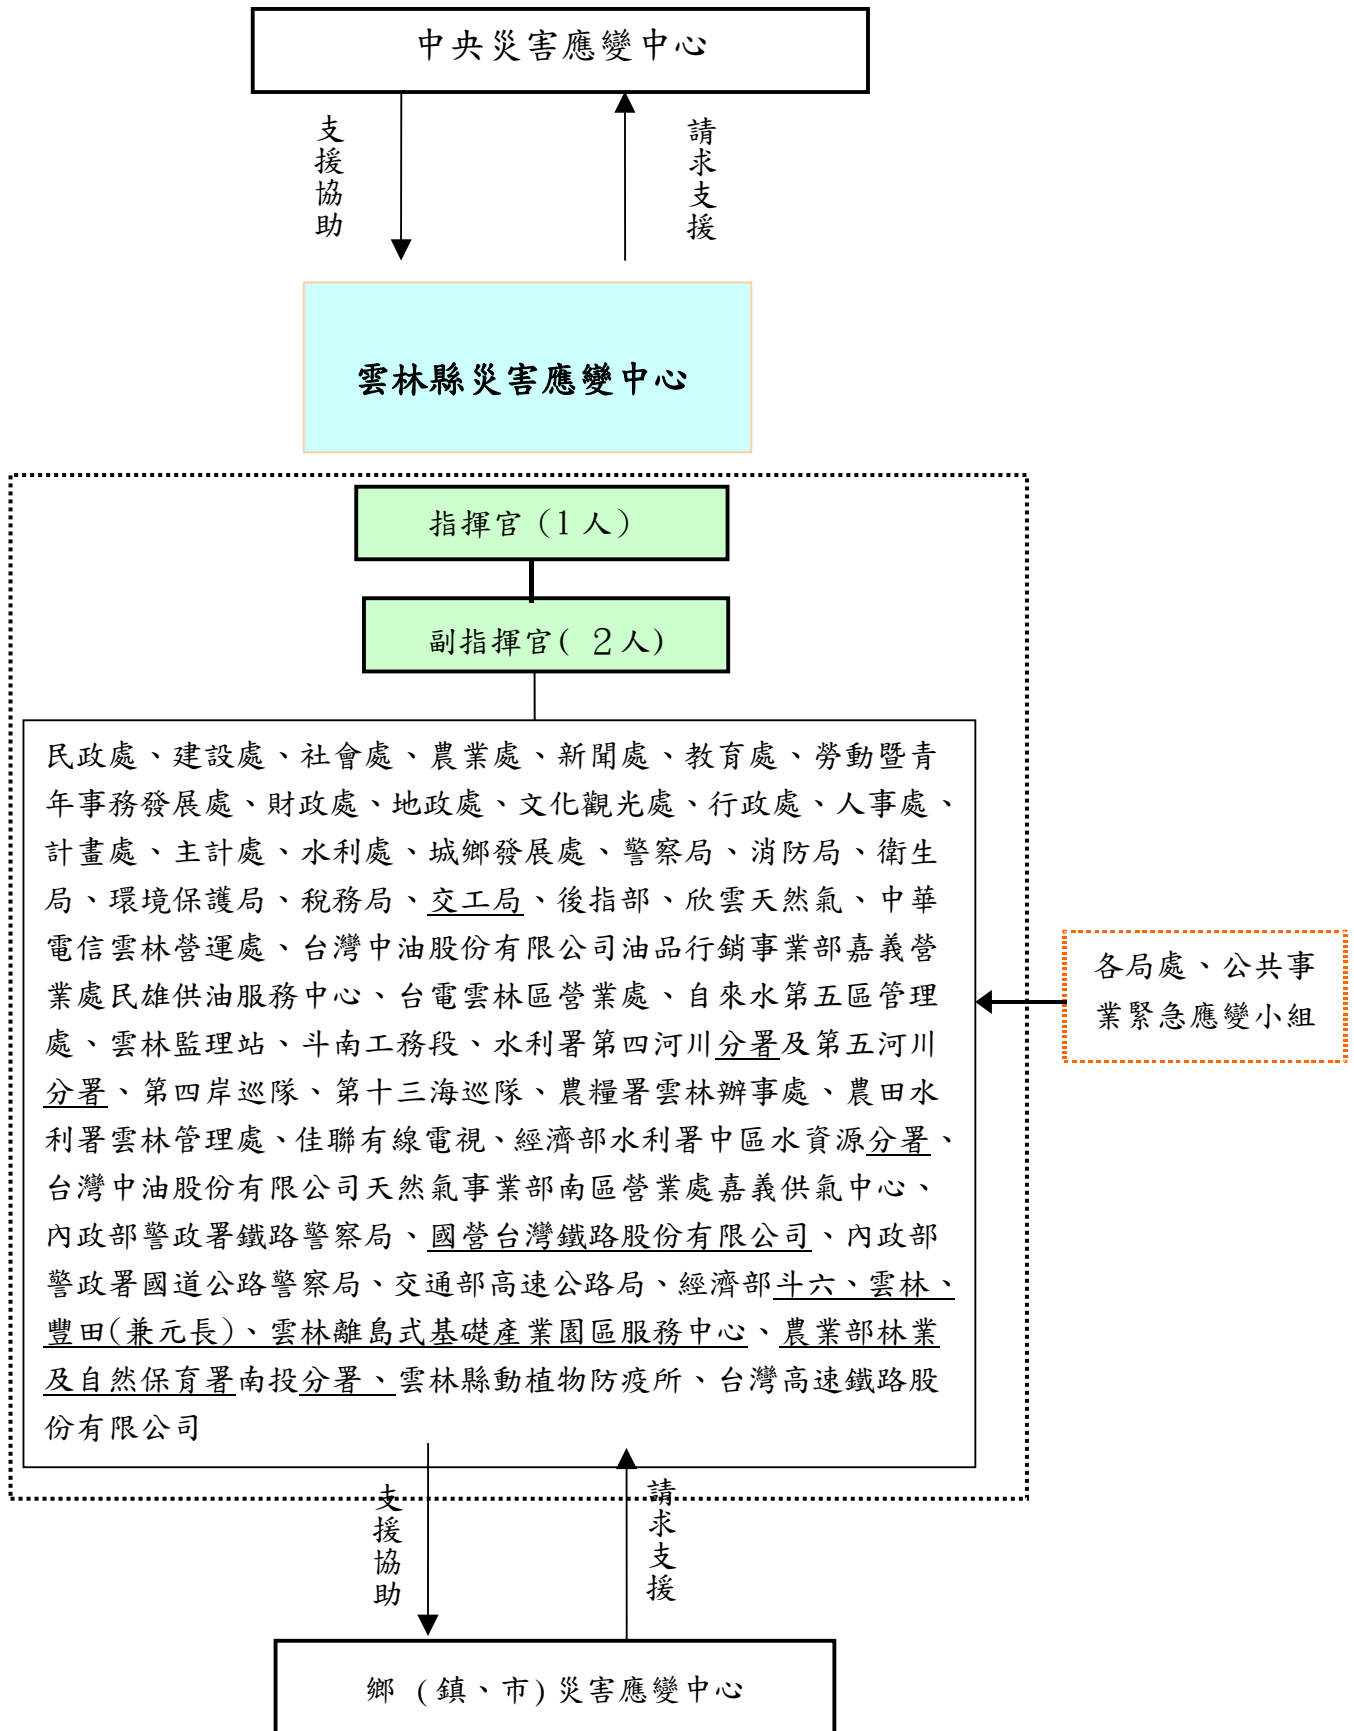 中央災害應變中心
支援協助
請求支援
雲林縣災害應變中心
指揮官（1人）
副指揮官( 2人)
民政處、建設處、社會處、農業處、新聞處、教育處、勞動暨青
年事務發展處、財政處、地政處、文化觀光處、行政處、人事處、
計畫處、主計處、水利處、城鄉發展處、警察局、消防局、衛生
局、環境保護局、稅務局、交工局、後指部、欣雲天然氣、中華
電信雲林營運處、台灣中油股份有限公司油品行銷事業部嘉義營
業處民雄供油服務中心、台電雲林區營業處、自來水第五區管理
處、雲林監理站、斗南工務段、水利署第四河川分署及第五河川
分署、第四岸巡隊、第十三海巡隊、農糧署雲林辦事處、農田水
利署雲林管理處、佳聯有線電視、經濟部水利署中區水資源分署、
台灣中油股份有限公司天然氣事業部南區營業處嘉義供氣中心、
內政部警政署鐵路警察局、國營台灣鐵路股份有限公司、內政部
警政署國道公路警察局、交通部高速公路局、經濟部斗六、雲林、
豐田(兼元長)、雲林離島式基礎產業園區服務中心、農業部林業
及自然保育署南投分署、雲林縣動植物防疫所、台灣高速鐵路股
份有限公司
各局處、公共事
業緊急應變小組
支援協助
請求支援
鄉 (鎮、市)災害應變中心